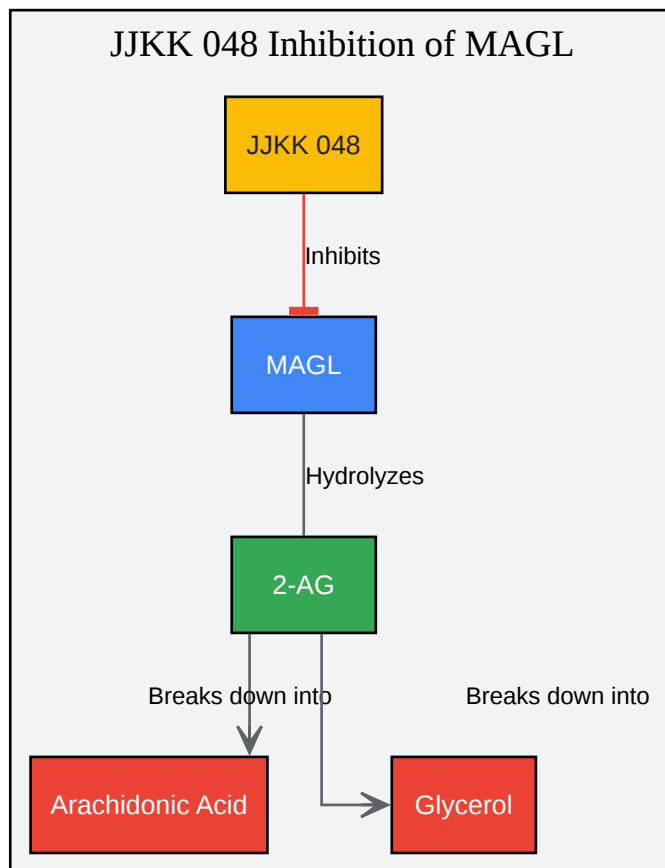 JJKK 048 Inhibition of MAGL
JJKK 048
Inhibits
MAGL
Hydrolyzes
2-AG
Breaks down into
Breaks down into
Arachidonic Acid
Glycerol